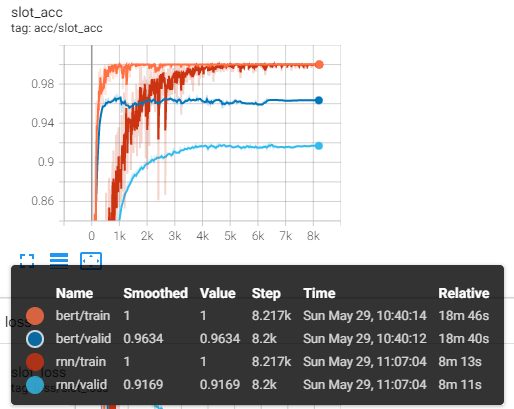 slot_acc
tag: acc/slot_acc
0.98
0.94
0.9
0.86
0 1k 2k 3k 4k 5k 6k 7k 8k
Name Smoothed Value Step Time Relative
bert/train 1 1 8.217k Sun May 29, 10:40:14 18m 46s
bert/valid 0.9634 0.9634 8.2k Sun May 29, 10:40:12 18m 40s
rnn/train 1 1 8.217k Sun May 29, 11:07:04 8m 13s
rnn/valid 0.9169 0.9169 8.2k Sun May 29, 11:07:04 8m 11s
loss
slot_loss